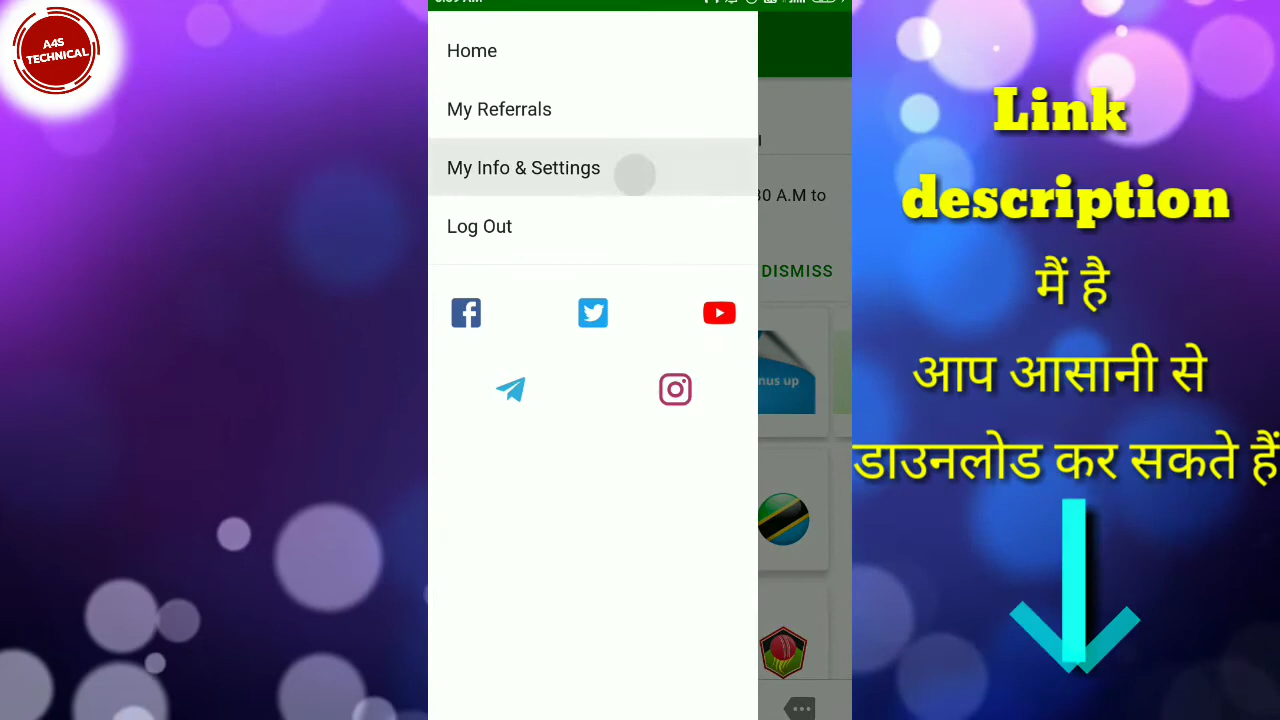 A4S
TECHNICAL
Home
My Referrals
My Info & Settings
Log Out
30 A.M to
DISMISS
nus up
Link
description
मैं है
आप आसानी से
डाउनलोड कर सकते हैं